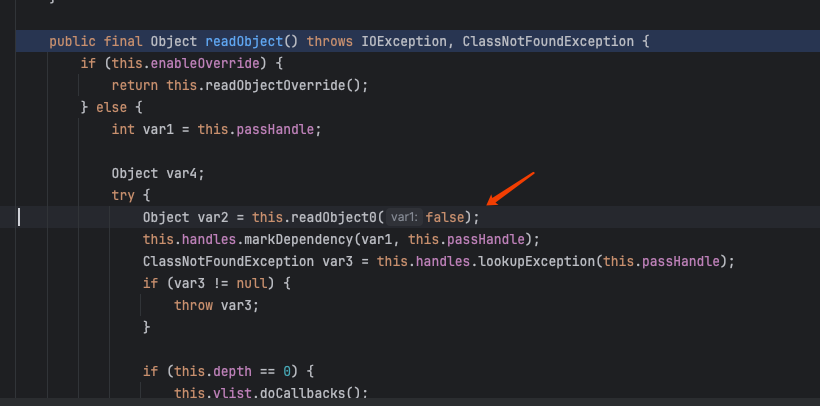 }
public final Object readObject() throws IOException, ClassNotFoundException {
if (this.enableOverride) {
return this.readObjectOverride();
} else {
int var1 = this.passHandle;
Object var4;
try {
Object var2 = this.readObject0( var1: false);
this.handles.markDependency(var1, this.passHandle);
ClassNotFoundException var3 = this.handles.lookupException(this.passHandle);
if (var3 != null) {
throw var3;
}
if (this.depth == 0) {
this.vlist.doCallbacks();